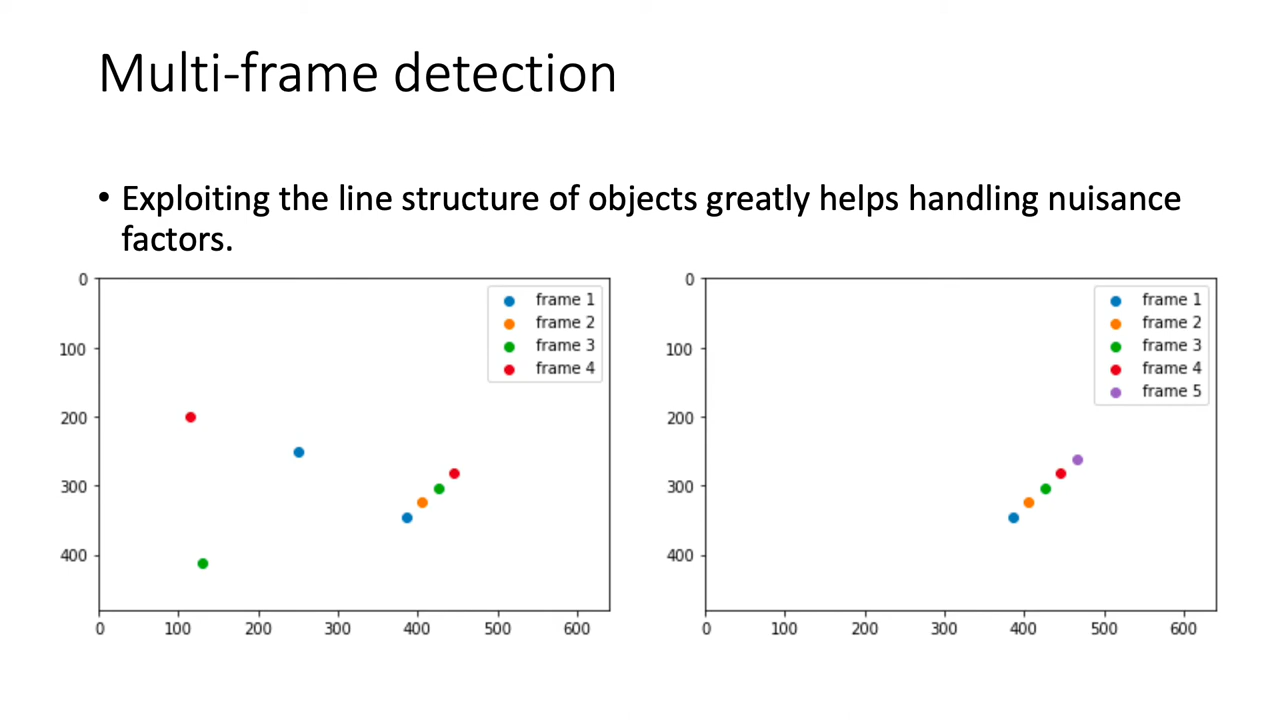 Multi-frame detection
• Exploiting the line structure of objects greatly helps handling nuisance
factors.
0
100
200
300
400
0 100 200 300 400 500 600
frame 1
frame 2
frame 3
frame 4
0
100
200
300
400
0 100 200 300 400 500 600
frame 1
frame 2
frame 3
frame 4
frame 5